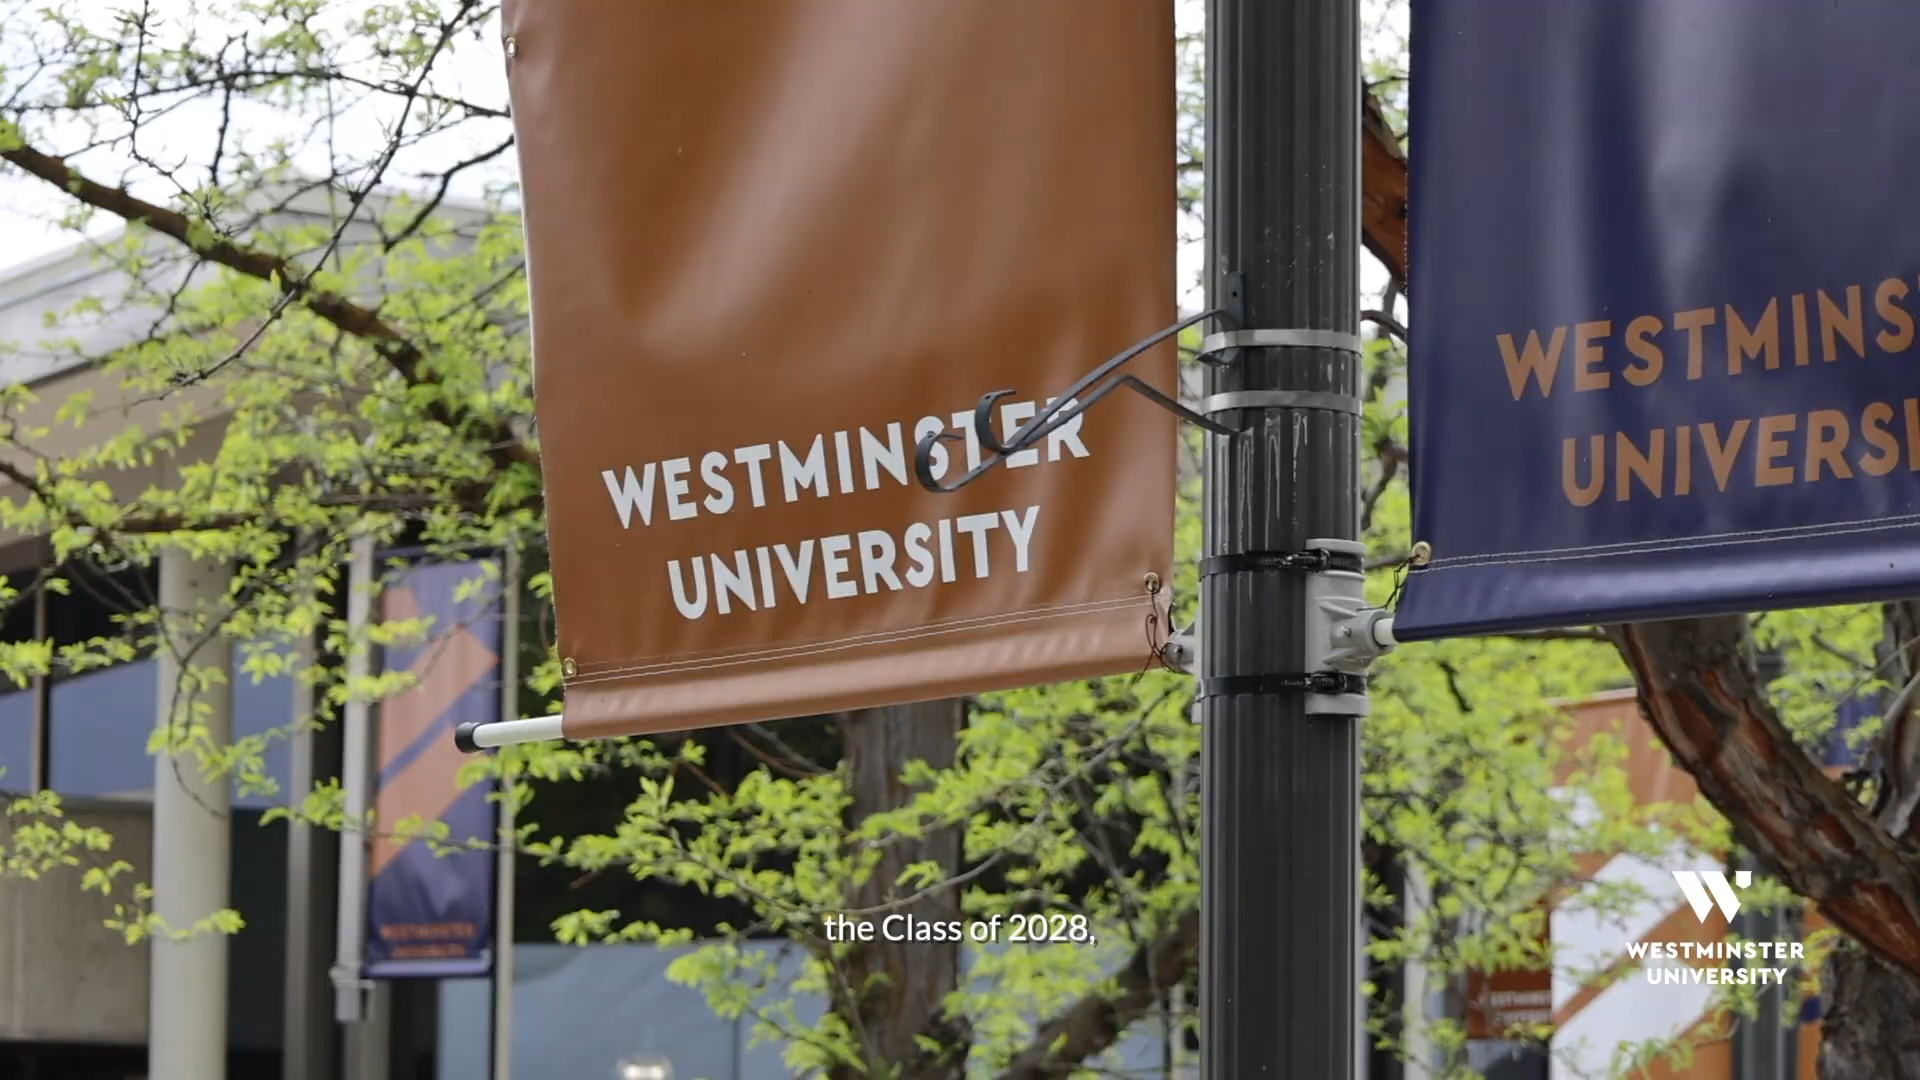 WESTMINSTER
UNIVERSITY
WESTMINS
UNIVERSI
the Class of 2028,
WESTMINSTER
UNIVERSITY